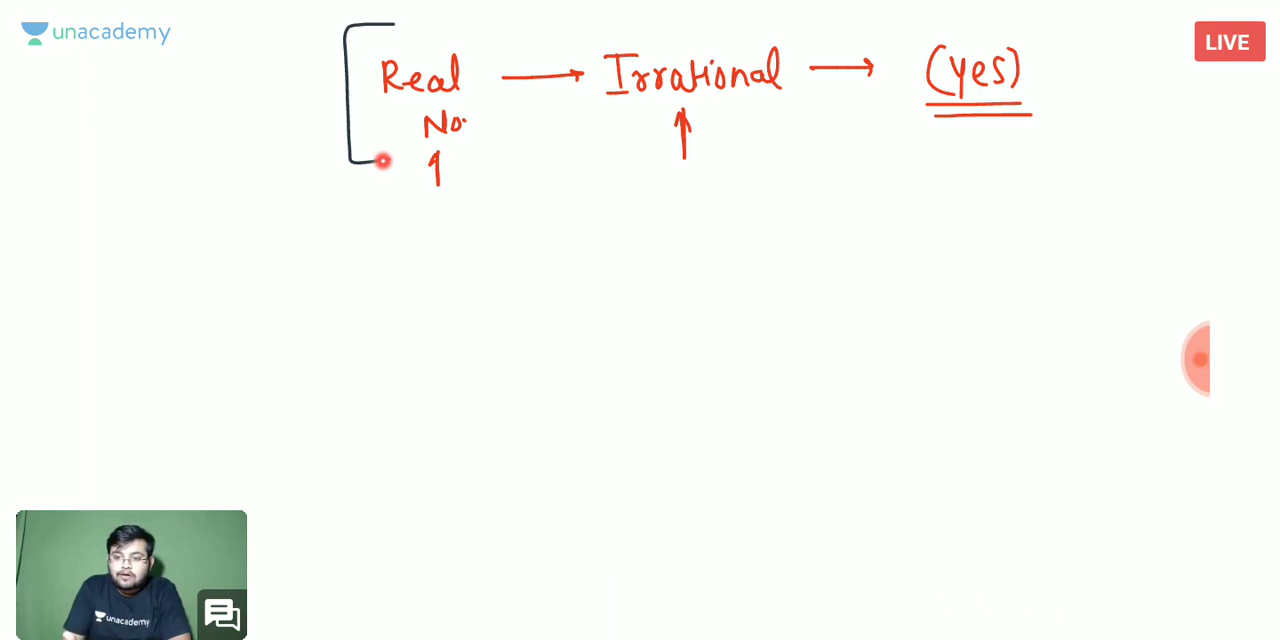 unacademy
LIVE
Real → Irrational → (Yes)
No.
unacademy